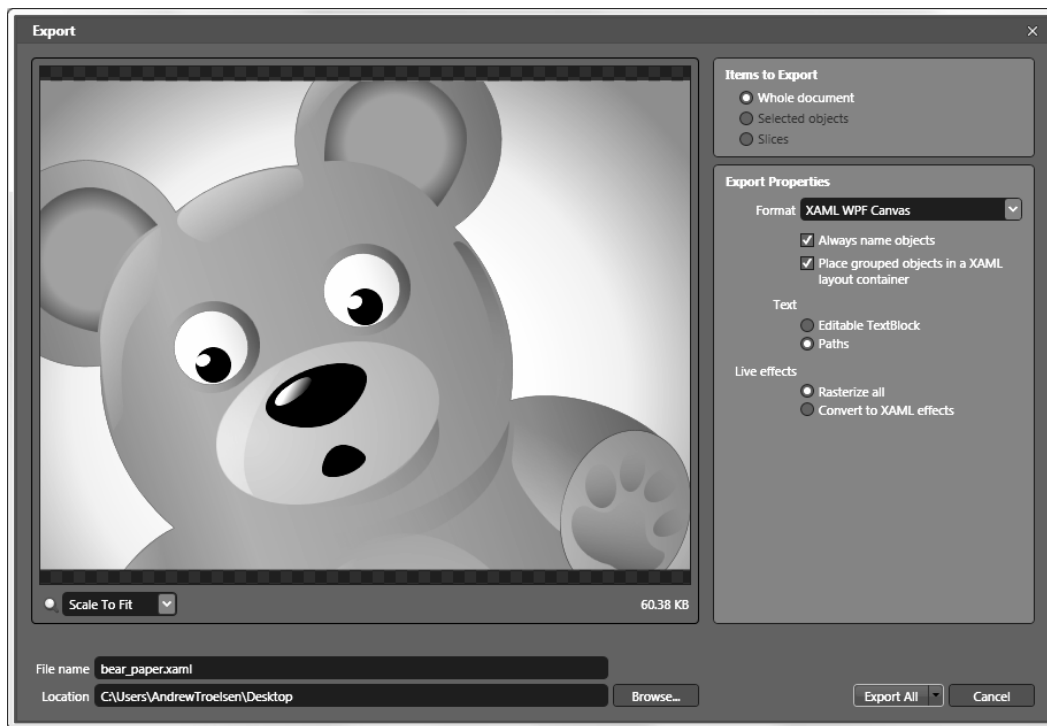 Export
Items to Export
Whole document
Selected objects
Slices
Export Properties
Format XAML WPF Canvas
Always name objects
Place grouped objects in a XAML
layout container
Text
Editable TextBlock
Paths
Live effects
Rasterize all
Convert to XAML effects
Scale To Fit
60.38 KB
File name bear_paper.xaml
Location C:\Users\AndrewTroelsen\Desktop
Browse...
Export All
Cancel